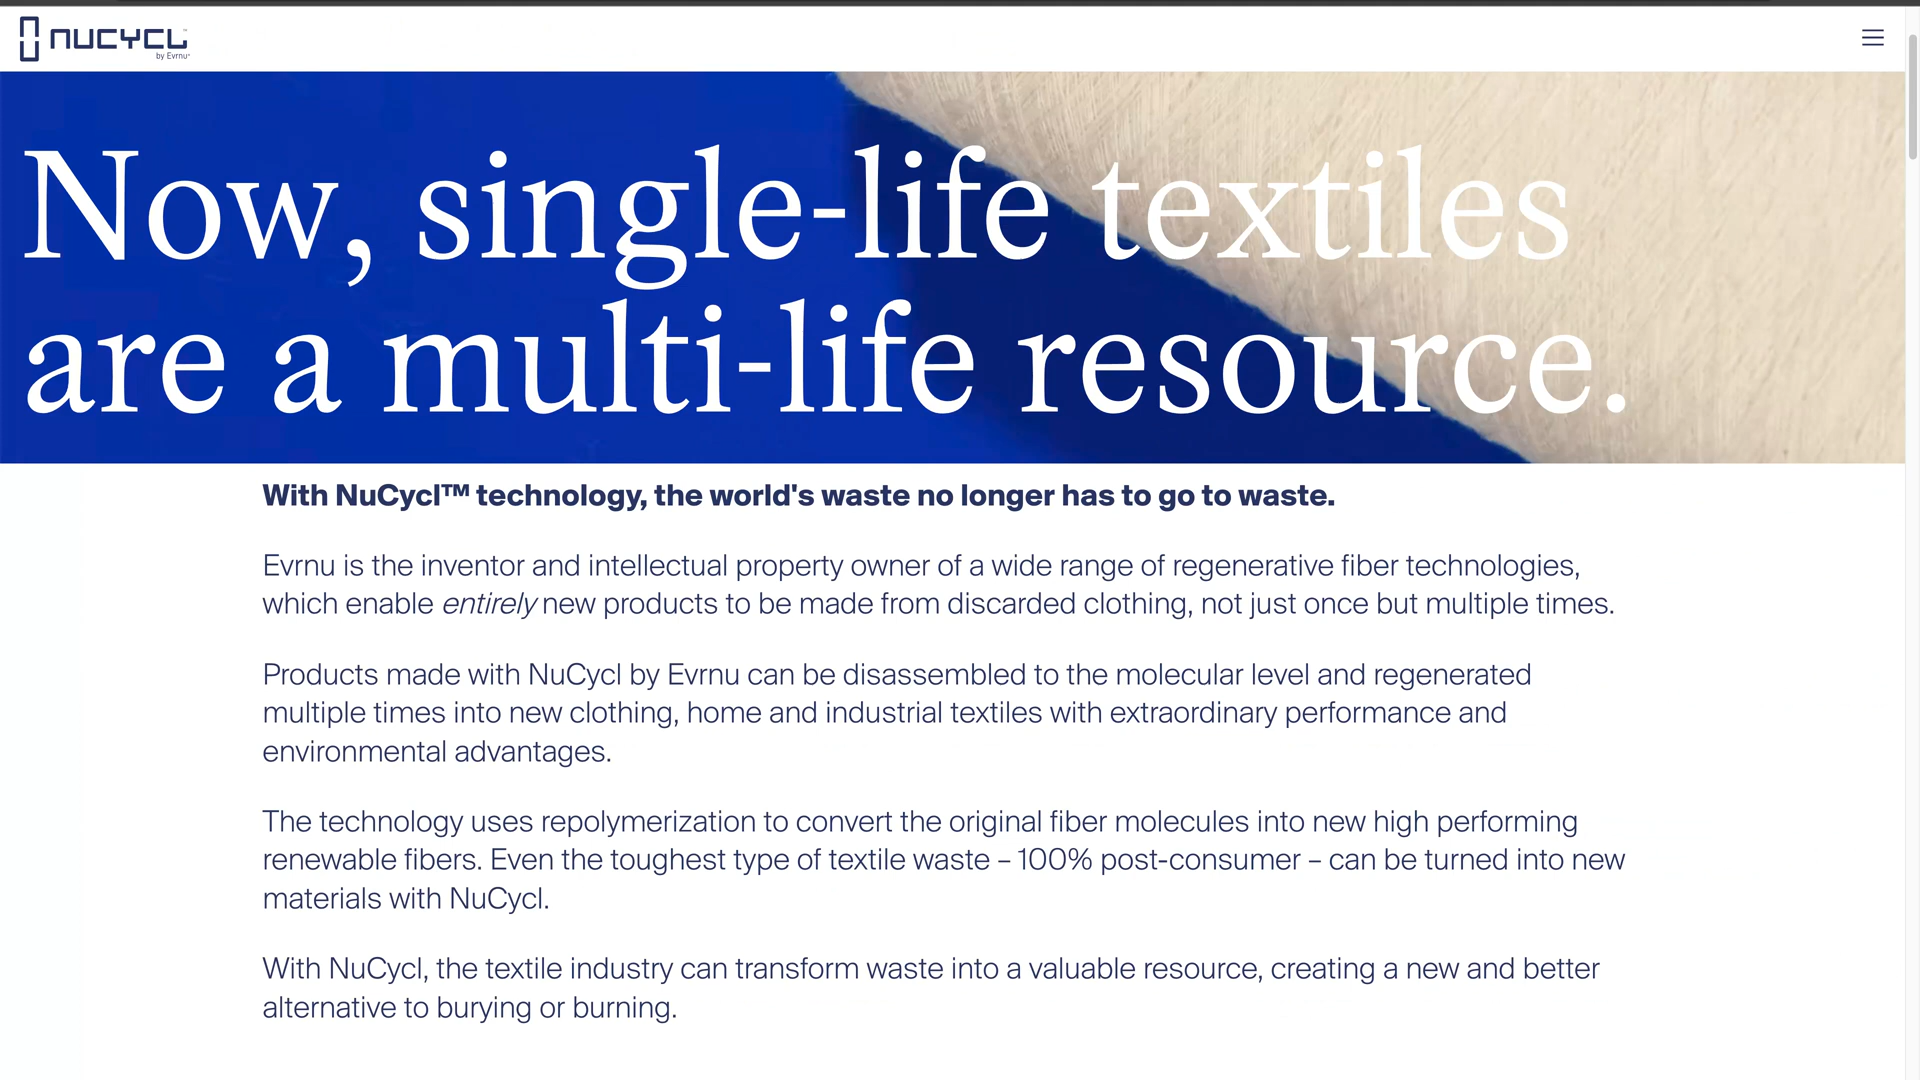 NUCYCL™
by Evrnu
Now, single-life textiles
are a multi-life resource.
With NuCycl™ technology, the world's waste no longer has to go to waste.
Evrnu is the inventor and intellectual property owner of a wide range of regenerative fiber technologies,
which enable entirely new products to be made from discarded clothing, not just once but multiple times.
Products made with NuCycl by Evrnu can be disassembled to the molecular level and regenerated
multiple times into new clothing, home and industrial textiles with extraordinary performance and
environmental advantages.
The technology uses repolymerization to convert the original fiber molecules into new high performing
renewable fibers. Even the toughest type of textile waste – 100% post-consumer – can be turned into new
materials with NuCycl.
With NuCycl, the textile industry can transform waste into a valuable resource, creating a new and better
alternative to burying or burning.